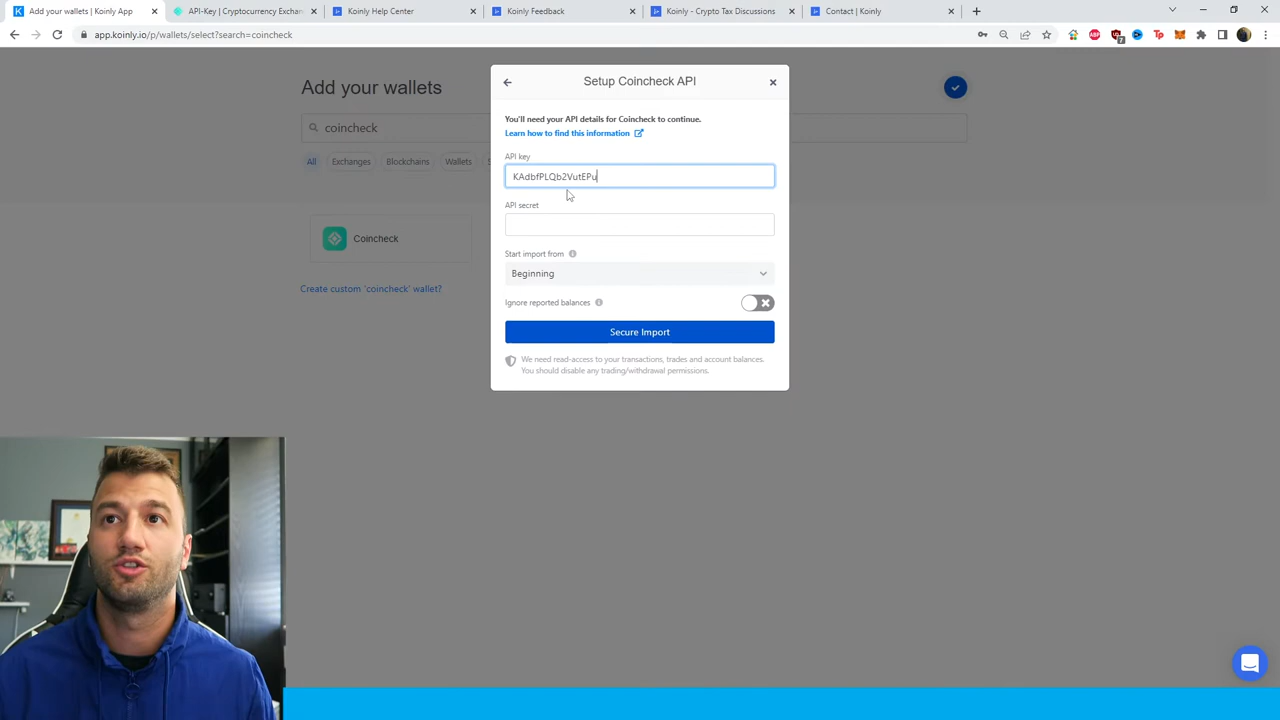 Add your wallets | Koinly App
API-Key | Cryptocurrency Exchan
Koinly Help Center
Koinly Feedback
Koinly - Crypto Tax Discussions
Contact | Koinly
app.koinly.io/p/wallets/select?search=coincheck
ABP
7
Tp
Add your wallets
coincheck
All
Exchanges
Blockchains
Wallets
S
Coincheck
Create custom 'coincheck' wallet?
Setup Coincheck API
You'll need your API details for Coincheck to continue.
Learn how to find this information
API key
KAdbfPLQb2VutEPu
API secret
Start import from
Beginning
Ignore reported balances
Secure Import
We need read-access to your transactions, trades and account balances.
You should disable any trading/withdrawal permissions.